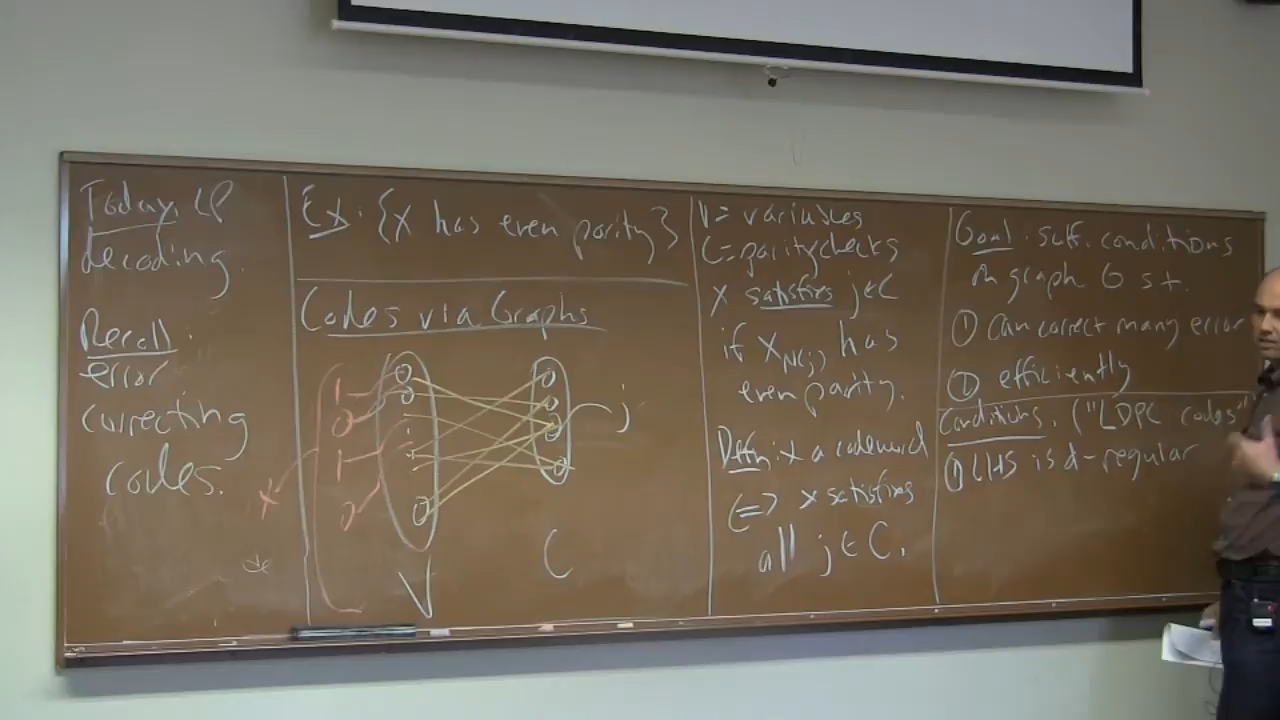 Today: LP
decoding.
Recall:
error
correcting
codes.
Ex: {x has even parity}
Codes via Graphs
1
0
1
0
x
j
V
C
V = variables
C = parity checks
x satisfies j∈C
if x_N(j) has
even parity.
Defn: x a codeword
<=> x satisfies
all j∈C.
Goal: suff. conditions
on graph G s.t.
① can correct many error
② efficiently
Conditions: ("LDPC codes"
① LHS is d-regular